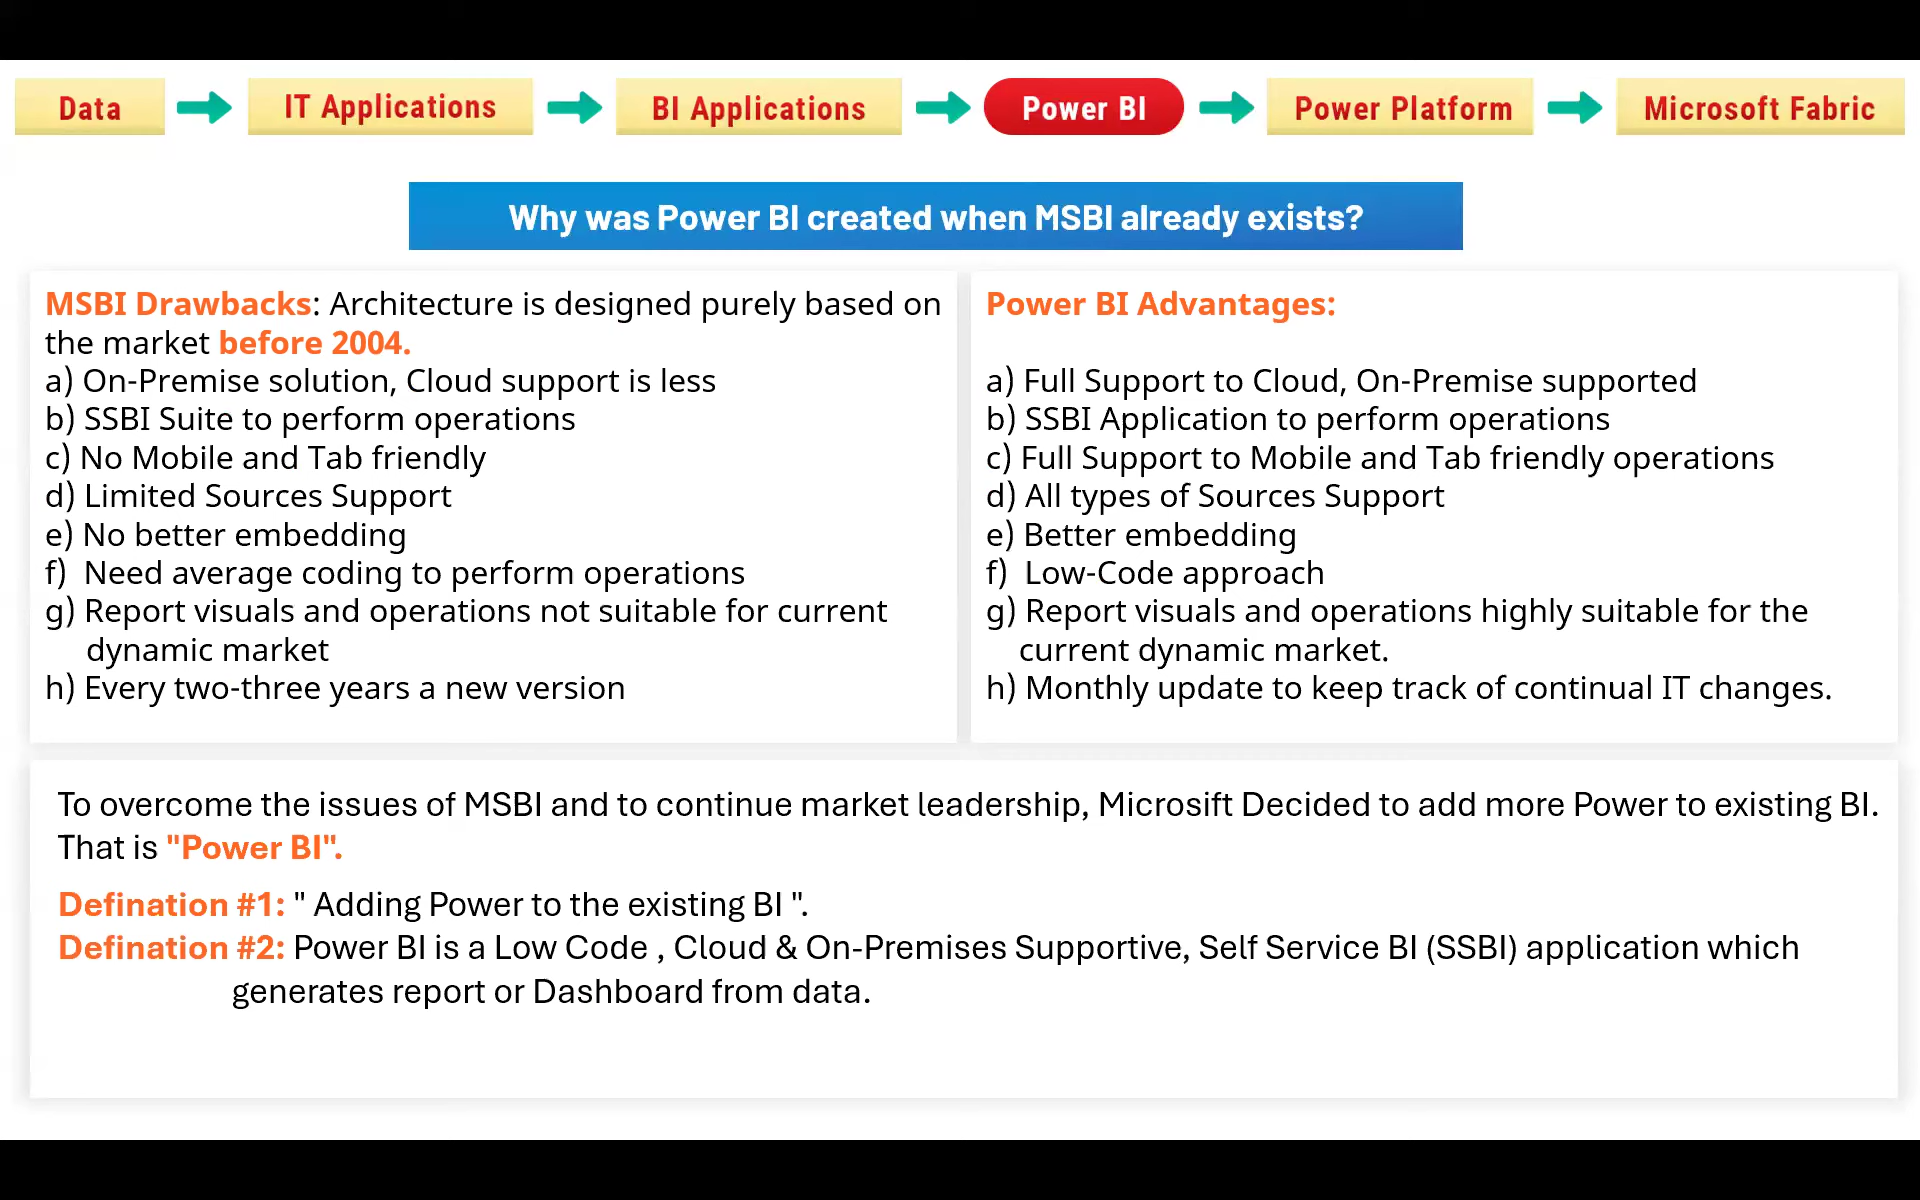 Data
IT Applications
BI Applications
Power BI
Power Platform
Microsoft Fabric
Why was Power BI created when MSBI already exists?
MSBI Drawbacks: Architecture is designed purely based on
the market before 2004.
a) On-Premise solution, Cloud support is less
b) SSBI Suite to perform operations
c) No Mobile and Tab friendly
d) Limited Sources Support
e) No better embedding
f) Need average coding to perform operations
g) Report visuals and operations not suitable for current
dynamic market
h) Every two-three years a new version
Power BI Advantages:
a) Full Support to Cloud, On-Premise supported
b) SSBI Application to perform operations
c) Full Support to Mobile and Tab friendly operations
d) All types of Sources Support
e) Better embedding
f) Low-Code approach
g) Report visuals and operations highly suitable for the
current dynamic market.
h) Monthly update to keep track of continual IT changes.
To overcome the issues of MSBI and to continue market leadership, Microsift Decided to add more Power to existing BI.
That is "Power BI".
Defination #1: " Adding Power to the existing BI ".
Defination #2: Power BI is a Low Code , Cloud & On-Premises Supportive, Self Service BI (SSBI) application which
generates report or Dashboard from data.